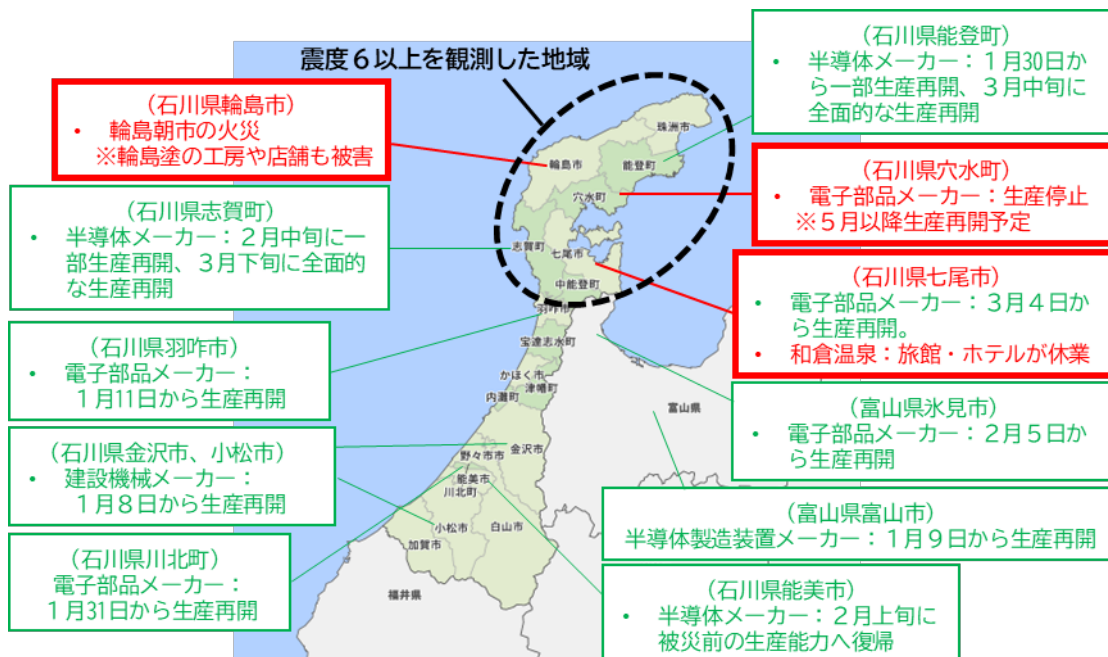 震度６以上を観測した地域
（石川県輪島市）
• 輪島朝市の火災
※輪島塗の工房や店舗も被害
（石川県志賀町）
• 半導体メーカー：２月中旬に一
部生産再開、３月下旬に全面的
な生産再開
（石川県羽咋市）
• 電子部品メーカー：
１月11日から生産再開
（石川県金沢市、小松市）
• 建設機械メーカー：
１月８日から生産再開
（石川県川北町）
電子部品メーカー：
１月31日から生産再開
（石川県能登町）
• 半導体メーカー：１月30日か
ら一部生産再開、３月中旬に
全面的な生産再開
（石川県穴水町）
• 電子部品メーカー：生産停止
※５月以降生産再開予定
（石川県七尾市）
• 電子部品メーカー：３月４日か
ら生産再開。
• 和倉温泉：旅館・ホテルが休業
（富山県氷見市）
• 電子部品メーカー：２月５日か
ら生産再開
（富山県富山市）
半導体製造装置メーカー：１月９日から生産再開
（石川県能美市）
• 半導体メーカー：２月上旬に
被災前の生産能力へ復帰
珠洲市
輪島市
能登町
穴水町
志賀町
七尾市
中能登町
羽咋市
宝達志水町
かほく市
津幡町
内灘町
富山県
金沢市
野々市市
能美市
川北町
小松市
白山市
加賀市
福井県